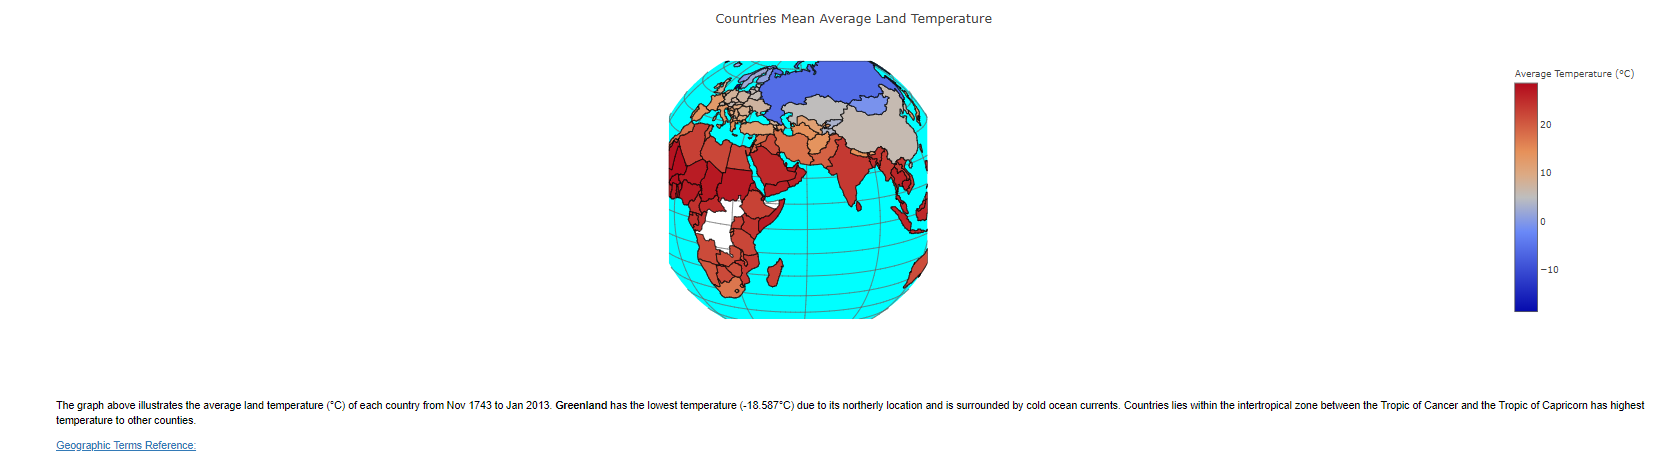 Countries Mean Average Land Temperature
Average Temperature (°C)
20
10
0
−10
The graph above illustrates the average land temperature (°C) of each country from Nov 1743 to Jan 2013. Greenland has the lowest temperature (-18.587°C) due to its northerly location and is surrounded by cold ocean currents. Countries lies within the intertropical zone between the Tropic of Cancer and the Tropic of Capricorn has highest
temperature to other counties.
Geographic Terms Reference: